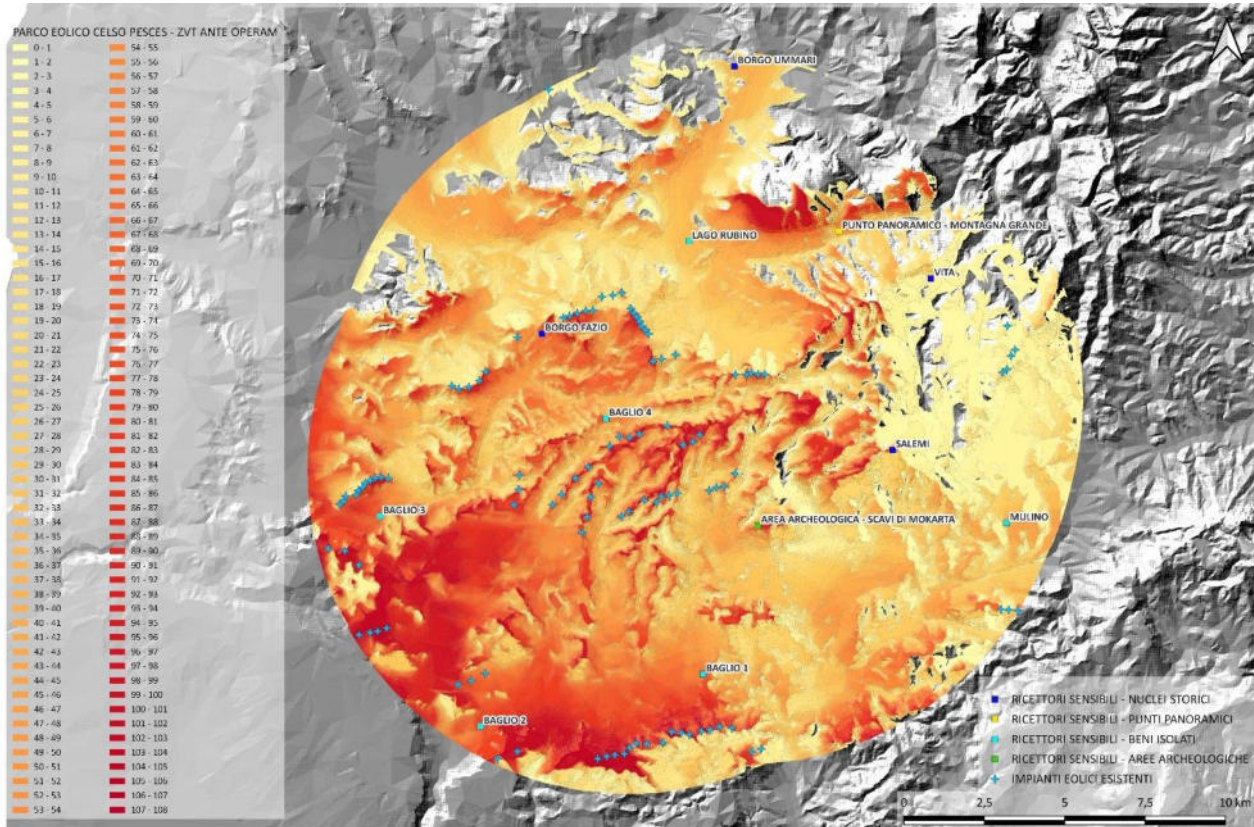 PARCO EOLICO CELSO PESCES - ZVT ANTE OPERAM
0 - 1
1 - 2
2 - 3
3 - 4
4 - 5
5 - 6
6 - 7
7 - 8
8 - 9
9 - 10
10 - 11
11 - 12
12 - 13
13 - 14
14 - 15
15 - 16
16 - 17
17 - 18
18 - 19
19 - 20
20 - 21
21 - 22
22 - 23
23 - 24
24 - 25
25 - 26
26 - 27
27 - 28
28 - 29
29 - 30
30 - 31
31 - 32
32 - 33
33 - 34
34 - 35
35 - 36
36 - 37
37 - 38
38 - 39
39 - 40
40 - 41
41 - 42
42 - 43
43 - 44
44 - 45
45 - 46
46 - 47
47 - 48
48 - 49
49 - 50
50 - 51
51 - 52
52 - 53
53 - 54
54 - 55
55 - 56
56 - 57
57 - 58
58 - 59
59 - 60
60 - 61
61 - 62
62 - 63
63 - 64
64 - 65
65 - 66
66 - 67
67 - 68
68 - 69
69 - 70
70 - 71
71 - 72
72 - 73
73 - 74
74 - 75
75 - 76
76 - 77
77 - 78
78 - 79
79 - 80
80 - 81
81 - 82
82 - 83
83 - 84
84 - 85
85 - 86
86 - 87
87 - 88
88 - 89
89 - 90
90 - 91
91 - 92
92 - 93
93 - 94
94 - 95
95 - 96
96 - 97
97 - 98
98 - 99
99 - 100
100 - 101
101 - 102
102 - 103
103 - 104
104 - 105
105 - 106
106 - 107
107 - 108
BORGO UMMARI
PUNTO PANORAMICO - MONTAGNA GRANDE
LAGO RUBINO
VITA
BORGO FAZIO
BAGLIO 4
SALEMI
BAGLIO 3
AREA ARCHEOLOGICA - SCAVI DI MOKARTA
MULINO
BAGLIO 1
BAGLIO 2
RICETTORI SENSIBILI - NUCLEI STORICI
RICETTORI SENSIBILI - PUNTI PANORAMICI
RICETTORI SENSIBILI - BENI ISOLATI
RICETTORI SENSIBILI - AREE ARCHEOLOGICHE
IMPIANTI EOLICI ESISTENTI
0 2,5 5 7,5 10 km